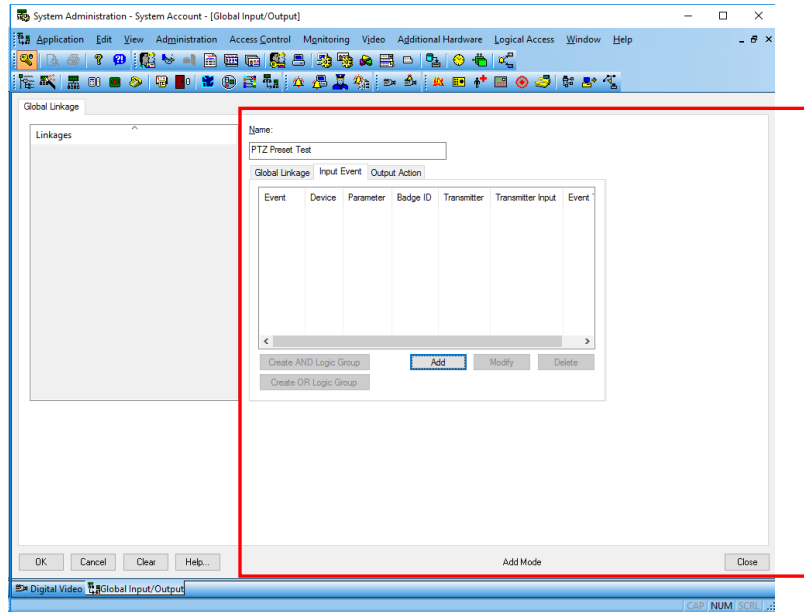 System Administration - System Account - [Global Input/Output]
Application Edit View Administration Access Control Monitoring Video Additional Hardware Logical Access Window Help
Global Linkage
Linkages
Name:
PTZ Preset Test
Global Linkage Input Event Output Action
Event Device Parameter Badge ID Transmitter Transmitter Input Event
Create AND Logic Group Add Modify Delete
Create OR Logic Group
OK Cancel Clear Help... Add Mode Close
Digital Video Global Input/Output
CAP NUM SCRL